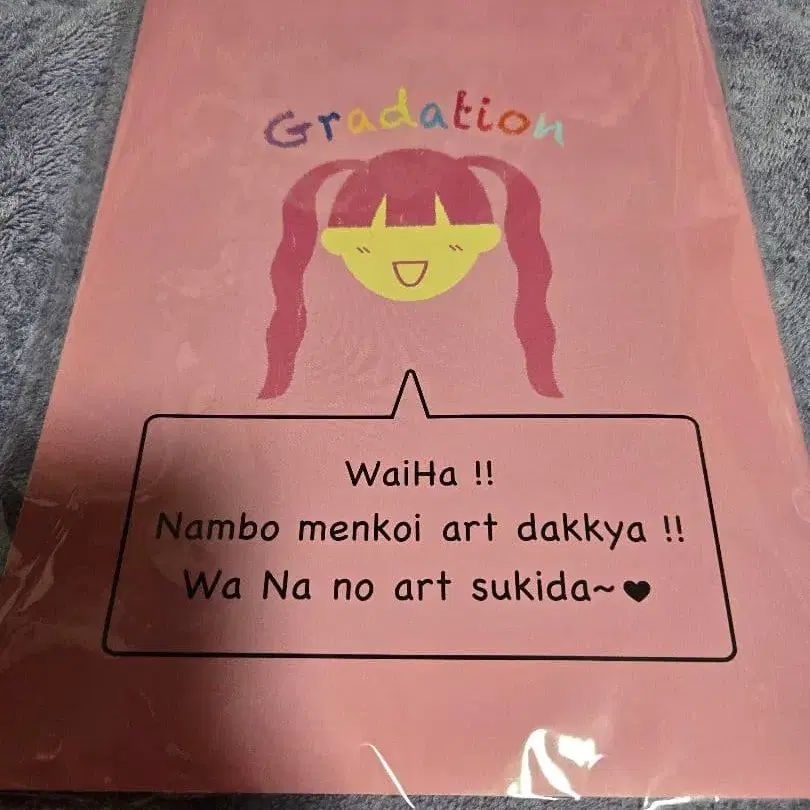 Gradation
WaiHa !!
Nambo menkoi art dakkya !!
Wa Na no art sukida~♥